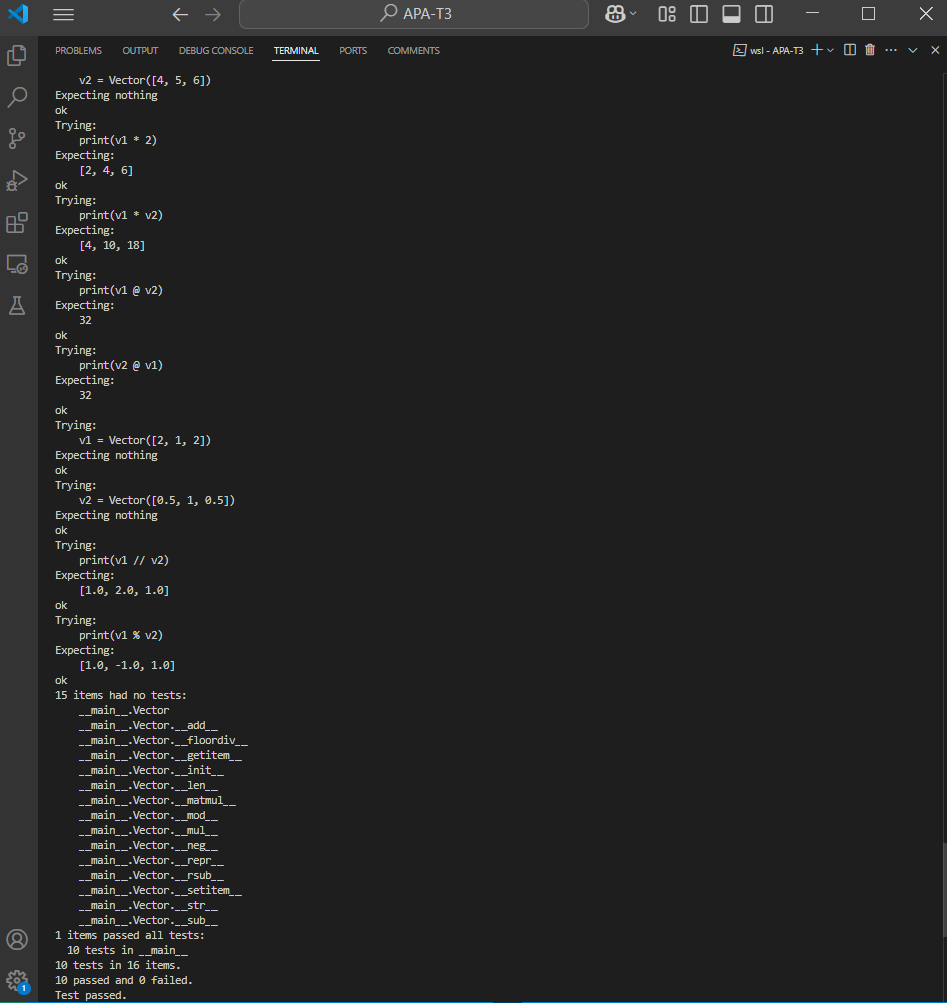 APA-T3
PROBLEMS OUTPUT DEBUG CONSOLE TERMINAL PORTS COMMENTS wsl - APA-T3
v2 = Vector([4, 5, 6])
Expecting nothing
ok
Trying:
print(v1 * 2)
Expecting:
[2, 4, 6]
ok
Trying:
print(v1 * v2)
Expecting:
[4, 10, 18]
ok
Trying:
print(v1 @ v2)
Expecting:
32
ok
Trying:
print(v2 @ v1)
Expecting:
32
ok
Trying:
v1 = Vector([2, 1, 2])
Expecting nothing
ok
Trying:
v2 = Vector([0.5, 1, 0.5])
Expecting nothing
ok
Trying:
print(v1 // v2)
Expecting:
[1.0, 2.0, 1.0]
ok
Trying:
print(v1 % v2)
Expecting:
[1.0, -1.0, 1.0]
ok
15 items had no tests:
__main__.Vector
__main__.Vector.__add__
__main__.Vector.__floordiv__
__main__.Vector.__getitem__
__main__.Vector.__init__
__main__.Vector.__len__
__main__.Vector.__matmul__
__main__.Vector.__mod__
__main__.Vector.__mul__
__main__.Vector.__neg__
__main__.Vector.__repr__
__main__.Vector.__rsub__
__main__.Vector.__setitem__
__main__.Vector.__str__
__main__.Vector.__sub__
1 items passed all tests:
10 tests in __main__
10 tests in 16 items.
10 passed and 0 failed.
Test passed.
1